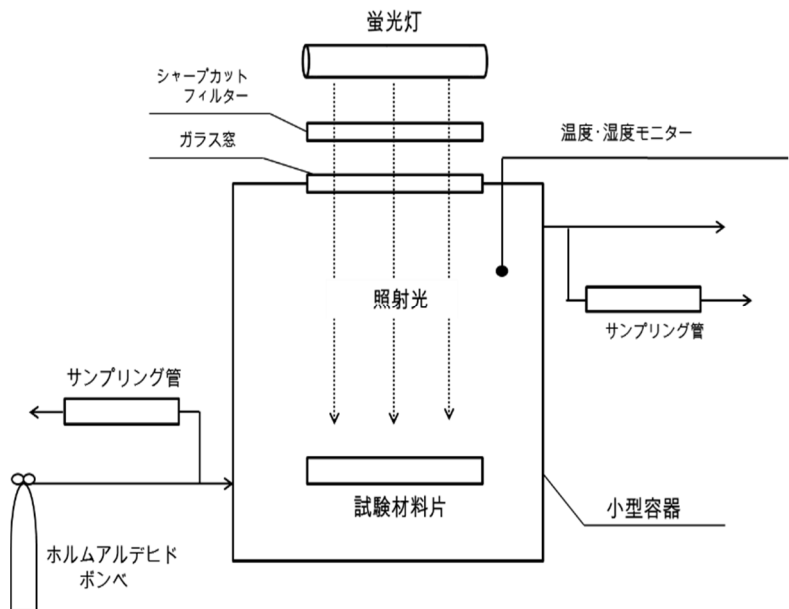 蛍光灯
シャープカット
フィルター
ガラス窓
温度・湿度モニター
照射光
サンプリング管
サンプリング管
試験材料片
小型容器
ホルムアルデヒド
ボンベ